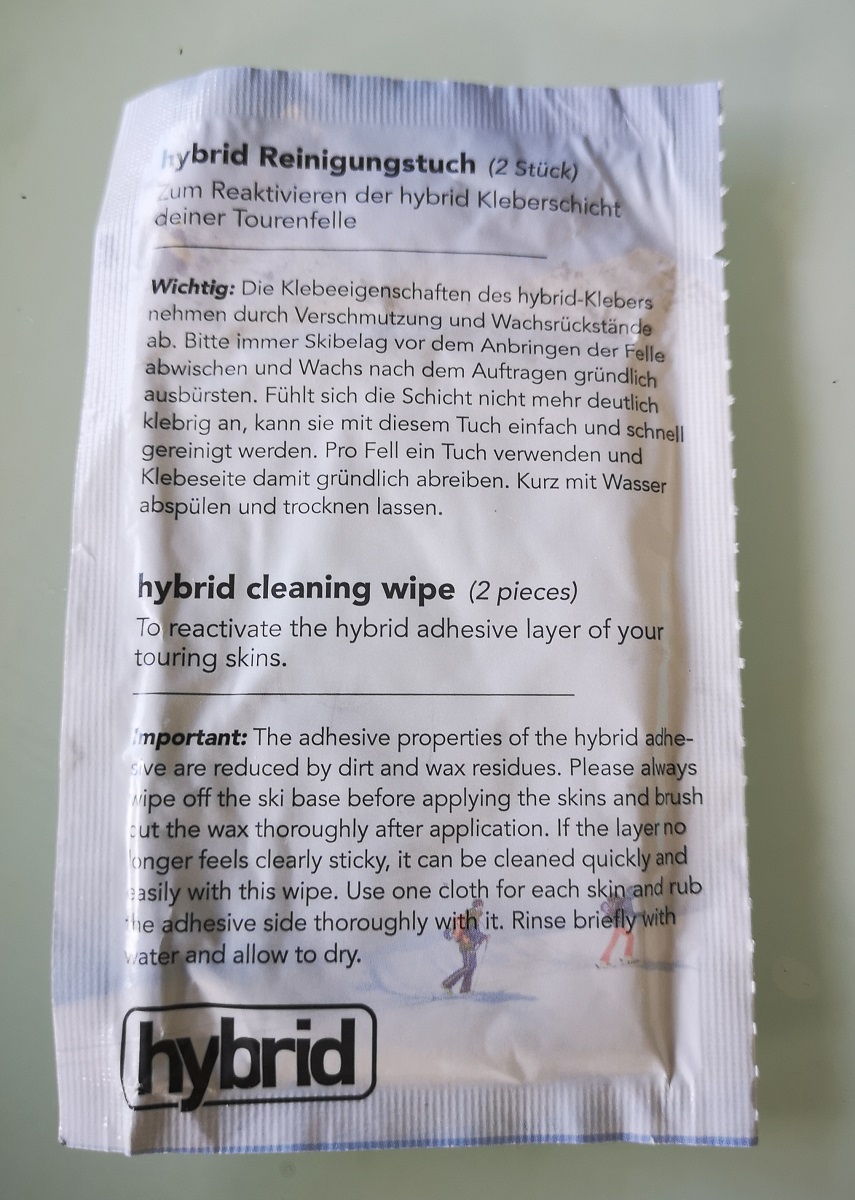 hybrid Reinigungstuch (2 Stück)
Zum Reaktivieren der hybrid Kleberschicht
deiner Tourenfelle
Wichtig: Die Klebeeigenschaften des hybrid-Klebers
nehmen durch Verschmutzung und Wachsrückstände
ab. Bitte immer Skibelag vor dem Anbringen der Felle
abwischen und Wachs nach dem Auftragen gründlich
ausbürsten. Fühlt sich die Schicht nicht mehr deutlich
klebrig an, kann sie mit diesem Tuch einfach und schnell
gereinigt werden. Pro Fell ein Tuch verwenden und
Klebeseite damit gründlich abreiben. Kurz mit Wasser
abspülen und trocknen lassen.
hybrid cleaning wipe (2 pieces)
To reactivate the hybrid adhesive layer of your
touring skins.
Important: The adhesive properties of the hybrid adhe-
sive are reduced by dirt and wax residues. Please always
wipe off the ski base before applying the skins and brush
out the wax thoroughly after application. If the layer no
longer feels clearly sticky, it can be cleaned quickly and
easily with this wipe. Use one cloth for each skin and rub
the adhesive side thoroughly with it. Rinse briefly with
water and allow to dry.
hybrid